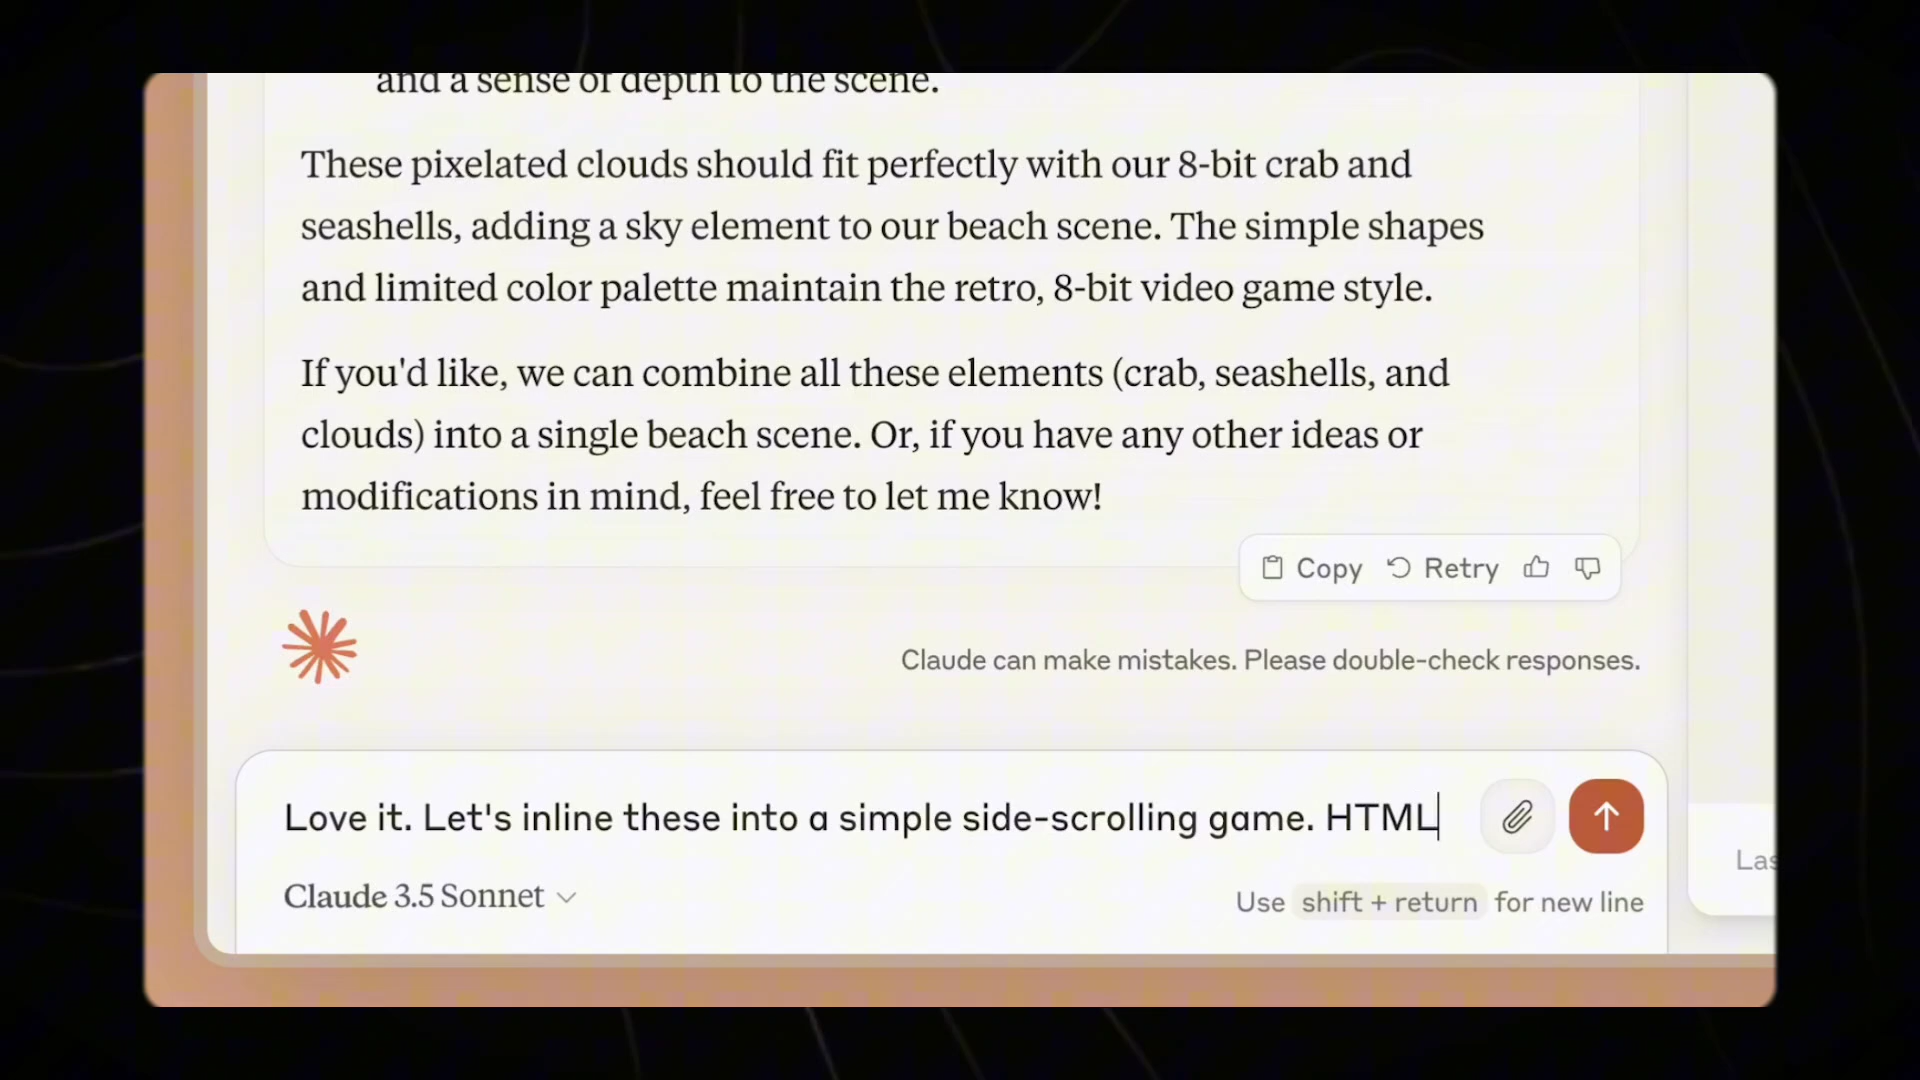 and a sense of depth to the scene.
These pixelated clouds should fit perfectly with our 8-bit crab and
seashells, adding a sky element to our beach scene. The simple shapes
and limited color palette maintain the retro, 8-bit video game style.
If you'd like, we can combine all these elements (crab, seashells, and
clouds) into a single beach scene. Or, if you have any other ideas or
modifications in mind, feel free to let me know!
Copy Retry
Claude can make mistakes. Please double-check responses.
Love it. Let's inline these into a simple side-scrolling game. HTML
Claude 3.5 Sonnet
Use shift + return for new line